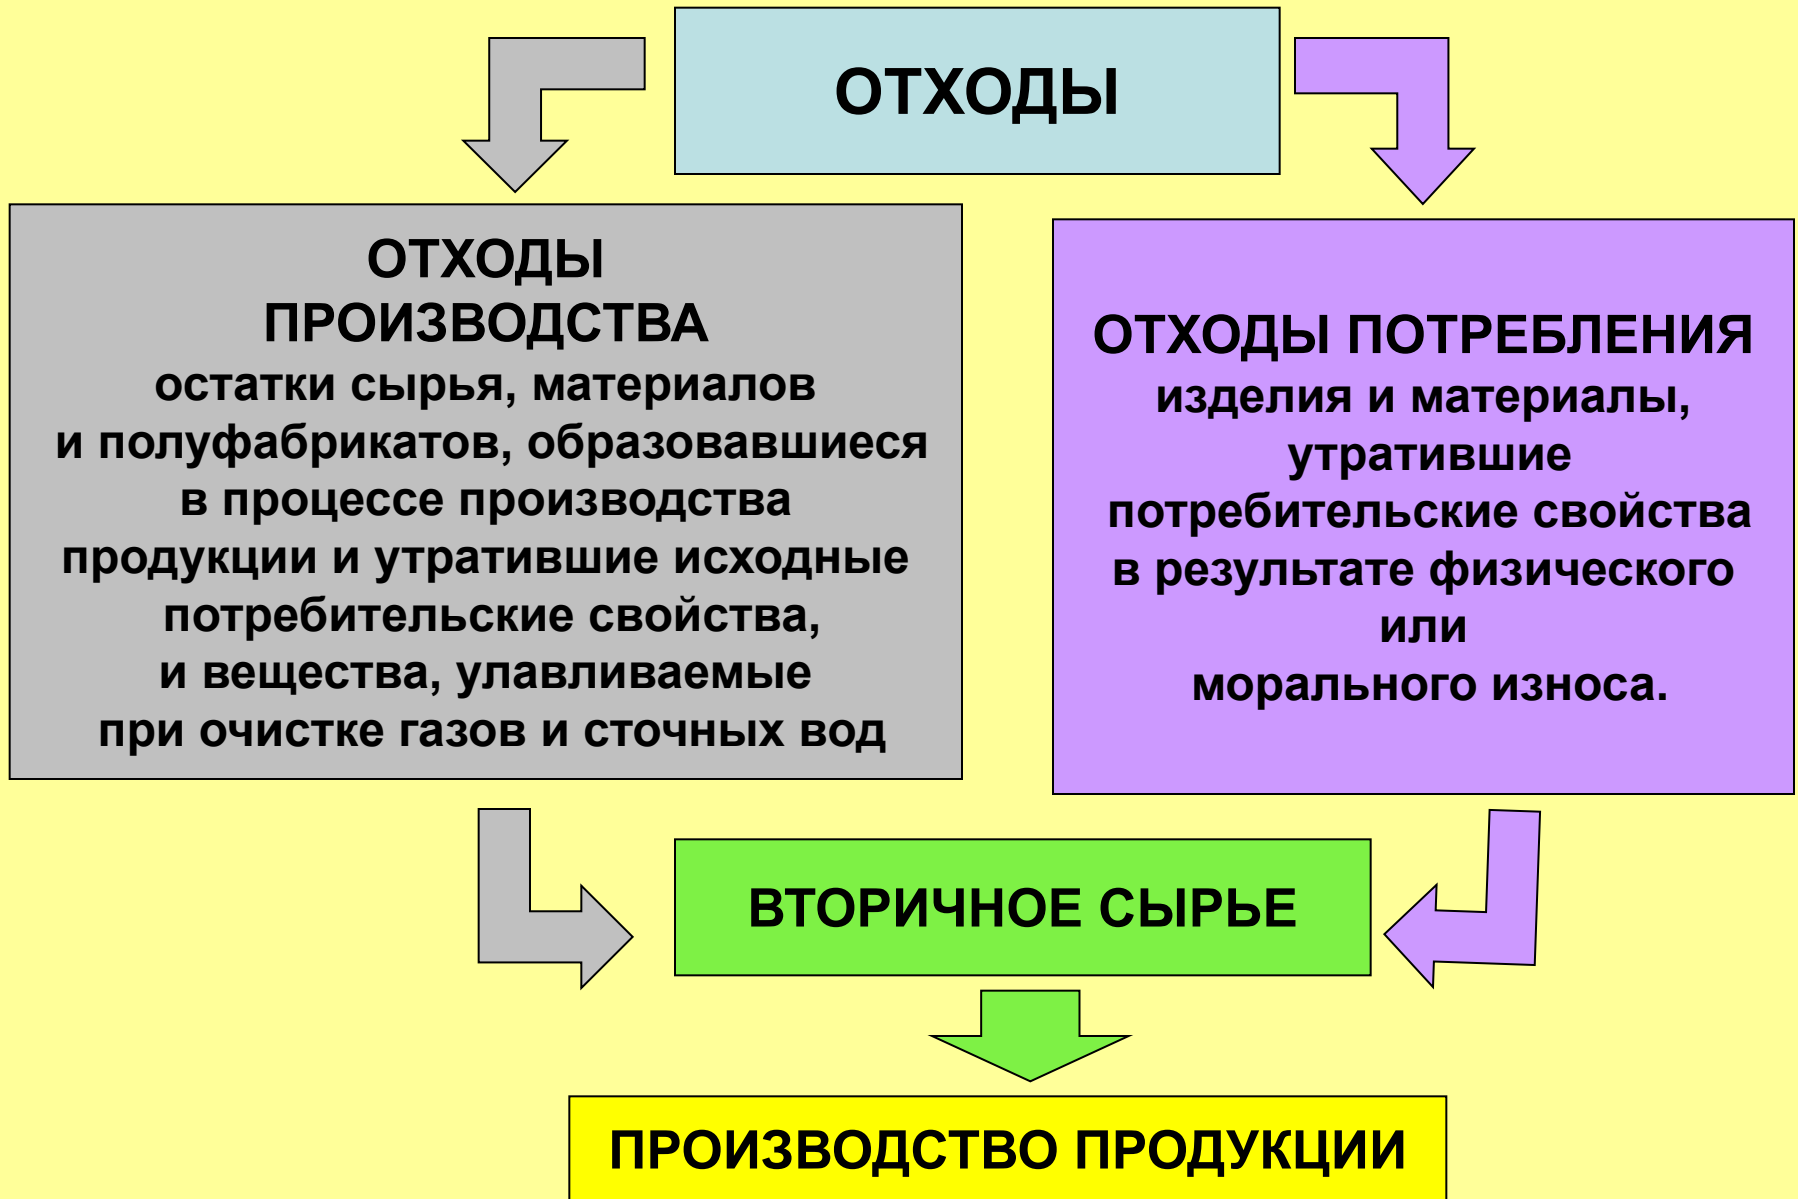 ОТХОДЫ
ОТХОДЫ
ПРОИЗВОДСТВА
остатки сырья, материалов
и полуфабрикатов, образовавшиеся
в процессе производства
продукции и утратившие исходные
потребительские свойства,
и вещества, улавливаемые
при очистке газов и сточных вод
ОТХОДЫ ПОТРЕБЛЕНИЯ
изделия и материалы,
утратившие
потребительские свойства
в результате физического
или
морального износа.
ВТОРИЧНОЕ СЫРЬЕ
ПРОИЗВОДСТВО ПРОДУКЦИИ